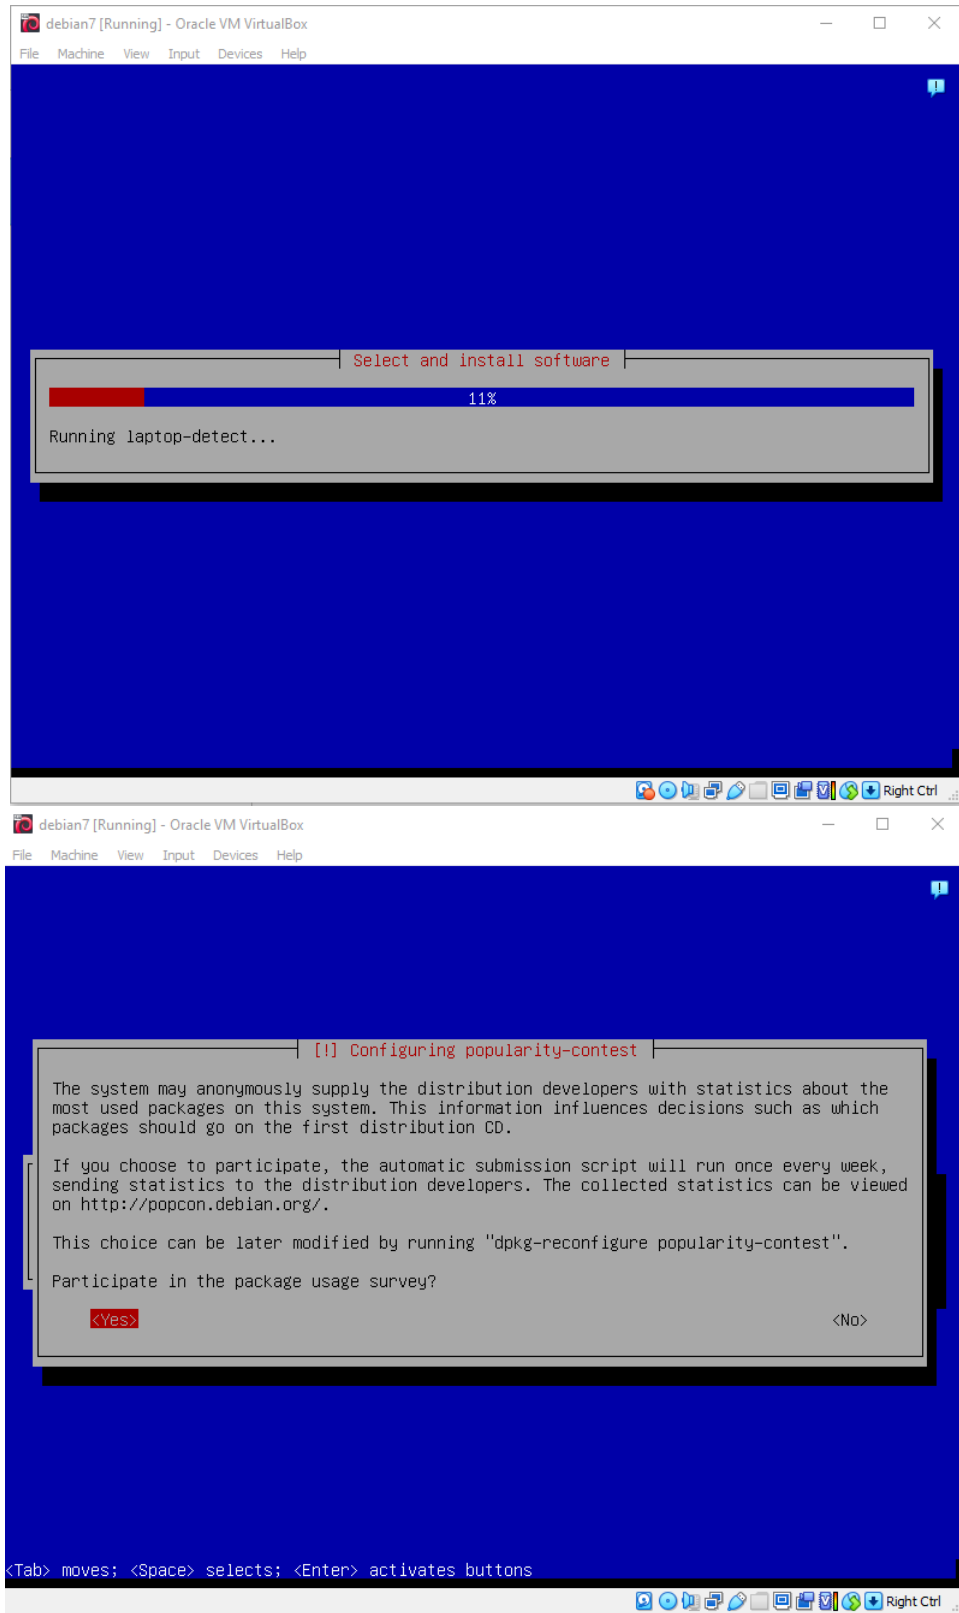 debian7 [Running] - Oracle VM VirtualBox
File Machine View Input Devices Help
Select and install software
11%
Running laptop-detect...
Right Ctrl
debian7 [Running] - Oracle VM VirtualBox
File Machine View Input Devices Help
[!] Configuring popularity-contest
The system may anonymously supply the distribution developers with statistics about the
most used packages on this system. This information influences decisions such as which
packages should go on the first distribution CD.
If you choose to participate, the automatic submission script will run once every week,
sending statistics to the distribution developers. The collected statistics can be viewed
on http://popcon.debian.org/.
This choice can be later modified by running "dpkg-reconfigure popularity-contest".
Participate in the package usage survey?
<Yes> <No>
<Tab> moves; <Space> selects; <Enter> activates buttons
Right Ctrl